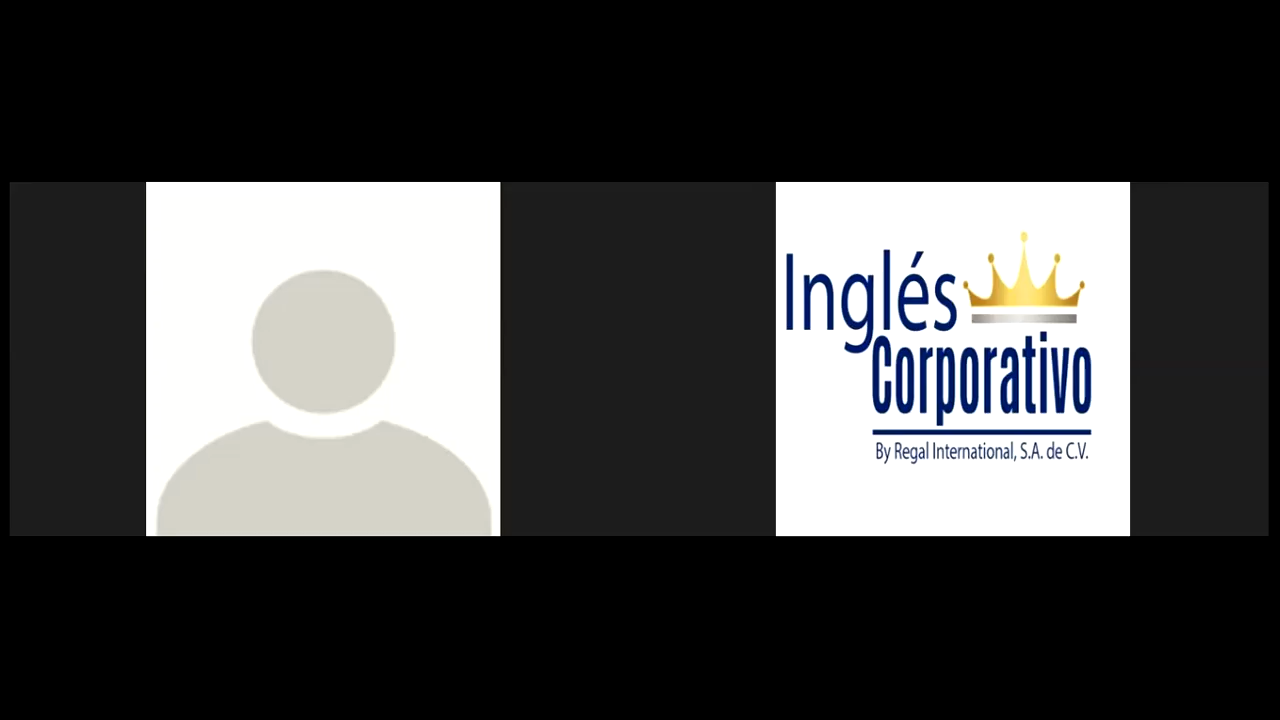 Inglés
Corporativo
By Regal International, S.A. de C.V.